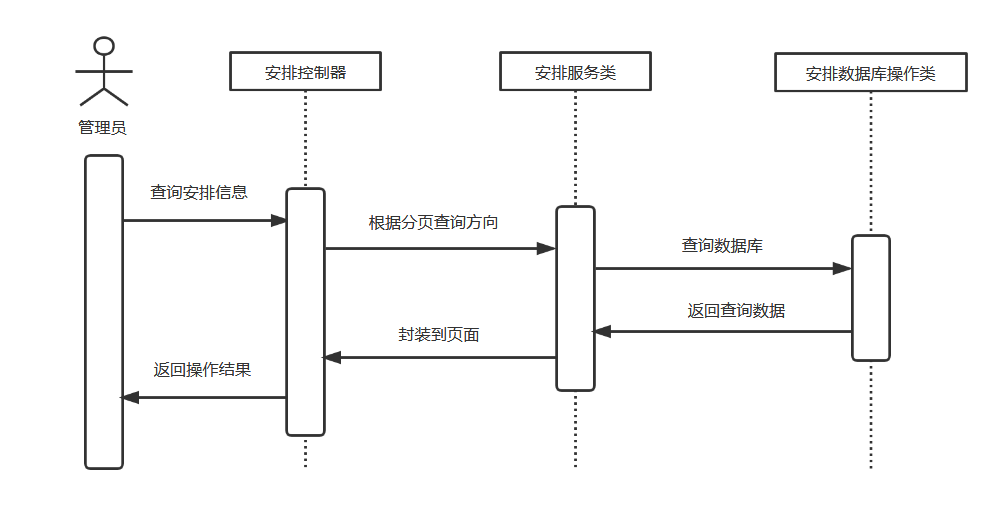 安排控制器
安排服务类
安排数据库操作类
管理员
查询安排信息
根据分页查询方向
查询数据库
返回查询数据
封装到页面
返回操作结果